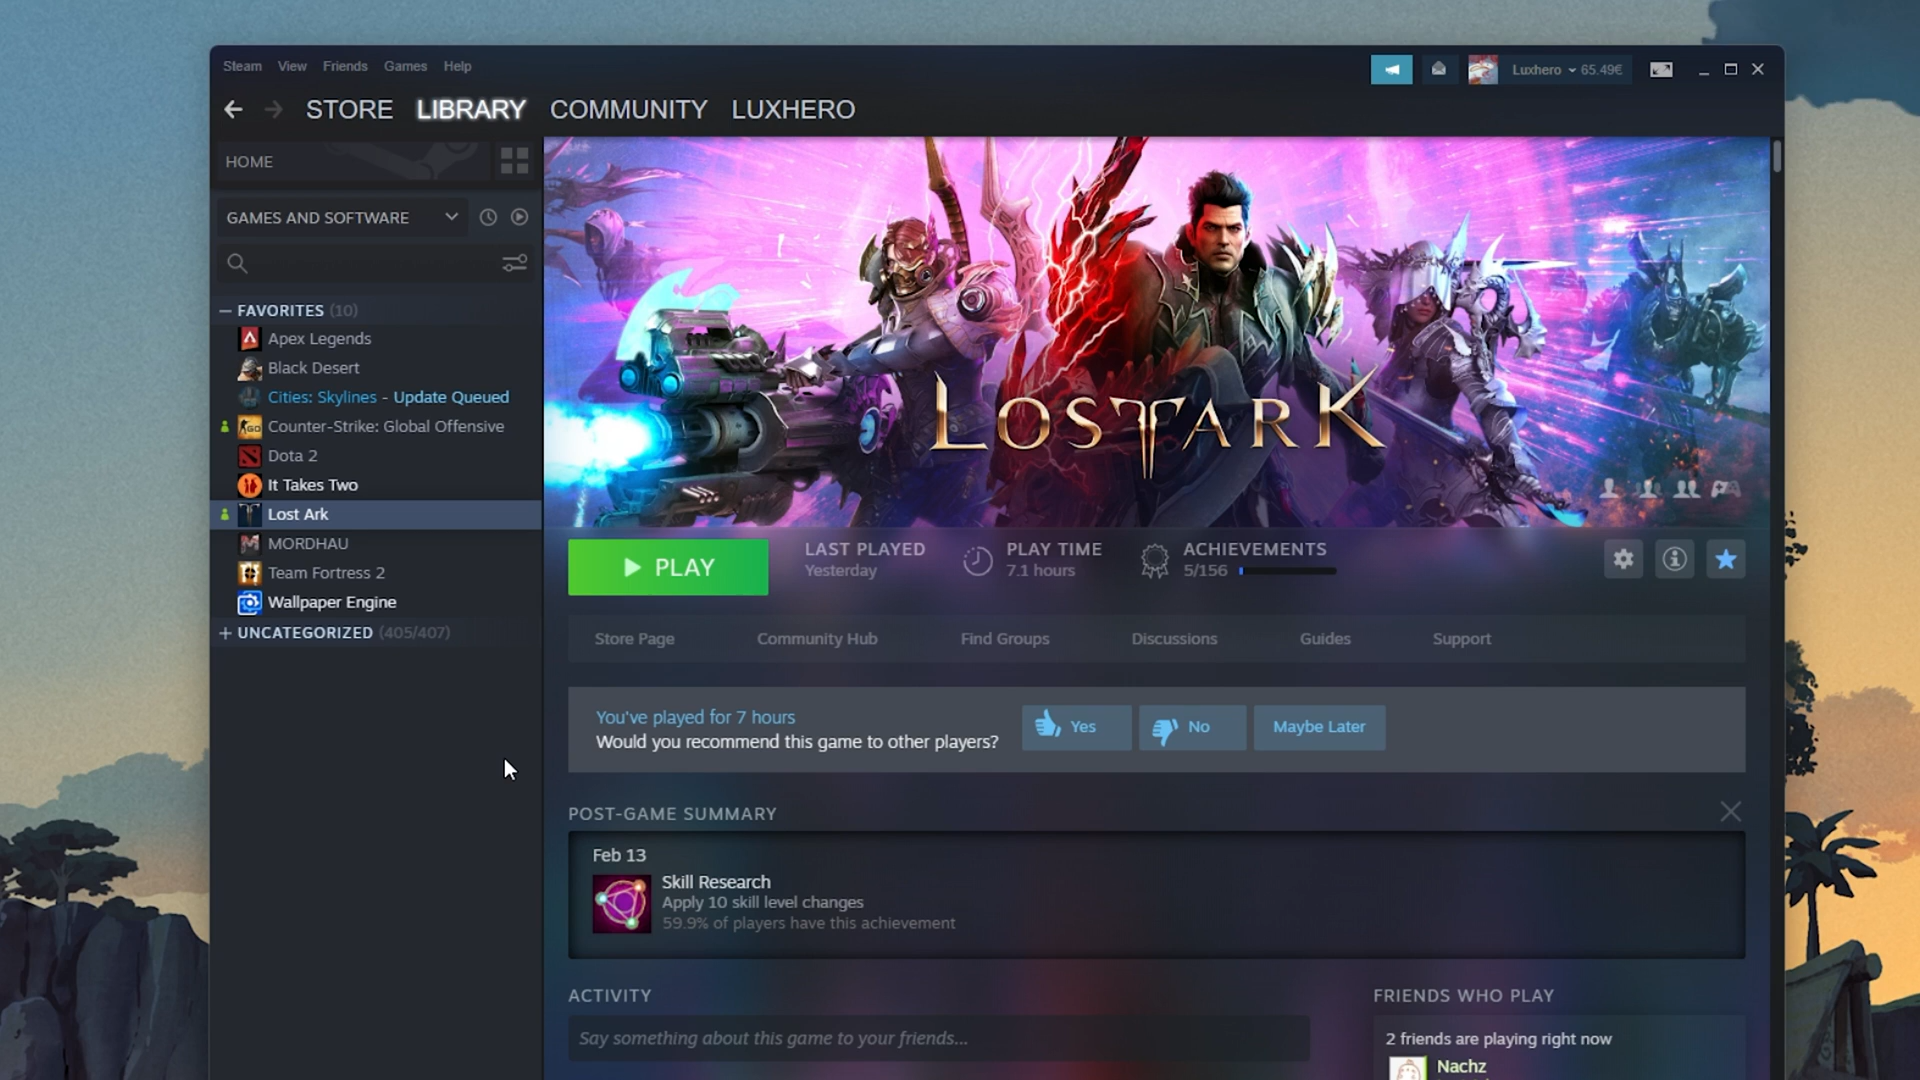 Steam View Friends Games Help
Luxhero 65.49€
STORE LIBRARY COMMUNITY LUXHERO
HOME
GAMES AND SOFTWARE
— FAVORITES (10)
Apex Legends
Black Desert
Cities: Skylines - Update Queued
Counter-Strike: Global Offensive
Dota 2
It Takes Two
Lost Ark
MORDHAU
Team Fortress 2
Wallpaper Engine
+ UNCATEGORIZED (405/407)
LOST ARK
PLAY
LAST PLAYED
Yesterday
PLAY TIME
7.1 hours
ACHIEVEMENTS
5/156
Store Page Community Hub Find Groups Discussions Guides Support
You've played for 7 hours
Would you recommend this game to other players?
Yes No Maybe Later
POST-GAME SUMMARY
Feb 13
Skill Research
Apply 10 skill level changes
59.9% of players have this achievement
ACTIVITY
Say something about this game to your friends...
FRIENDS WHO PLAY
2 friends are playing right now
Nachz